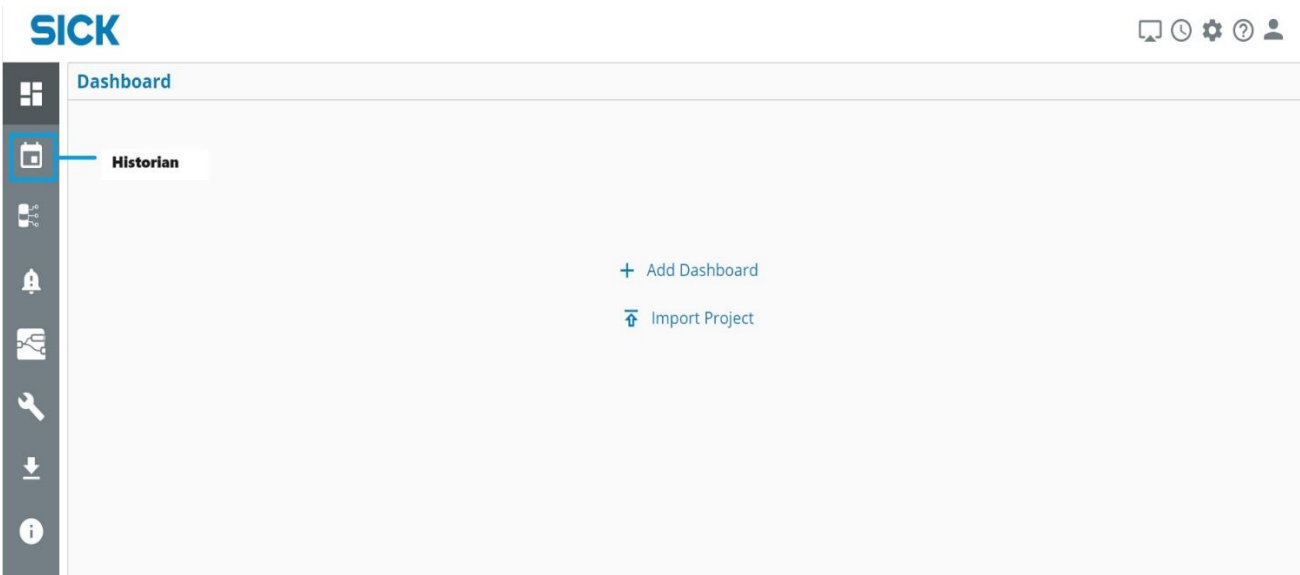 SICK
Dashboard
Historian
+ Add Dashboard
Import Project